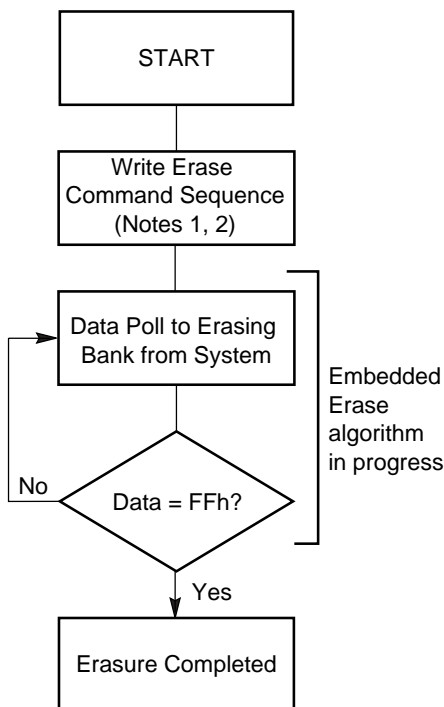 START
Write Erase
Command Sequence
(Notes 1, 2)
Data Poll to Erasing
Bank from System
Embedded
Erase
algorithm
in progress
No
Data = FFh?
Yes
Erasure Completed